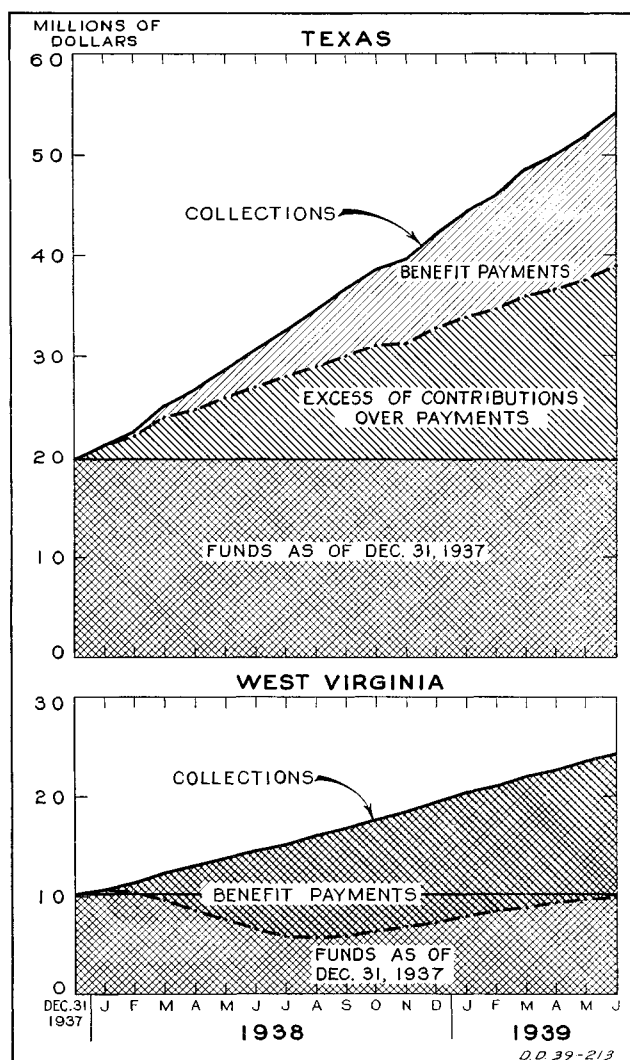 MILLIONS OF
DOLLARS
TEXAS
60
50
COLLECTIONS
40
BENEFIT PAYMENTS
30
EXCESS OF CONTRIBUTIONS
OVER PAYMENTS
20
FUNDS AS OF DEC. 31, 1937
10
0
WEST VIRGINIA
30
COLLECTIONS
20
10
BENEFIT PAYMENTS
FUNDS AS OF
DEC. 31, 1937
0
DEC. 31 J F M A M J J A S O N D J F M A M J
1937 1938 1939
D.D 39-213